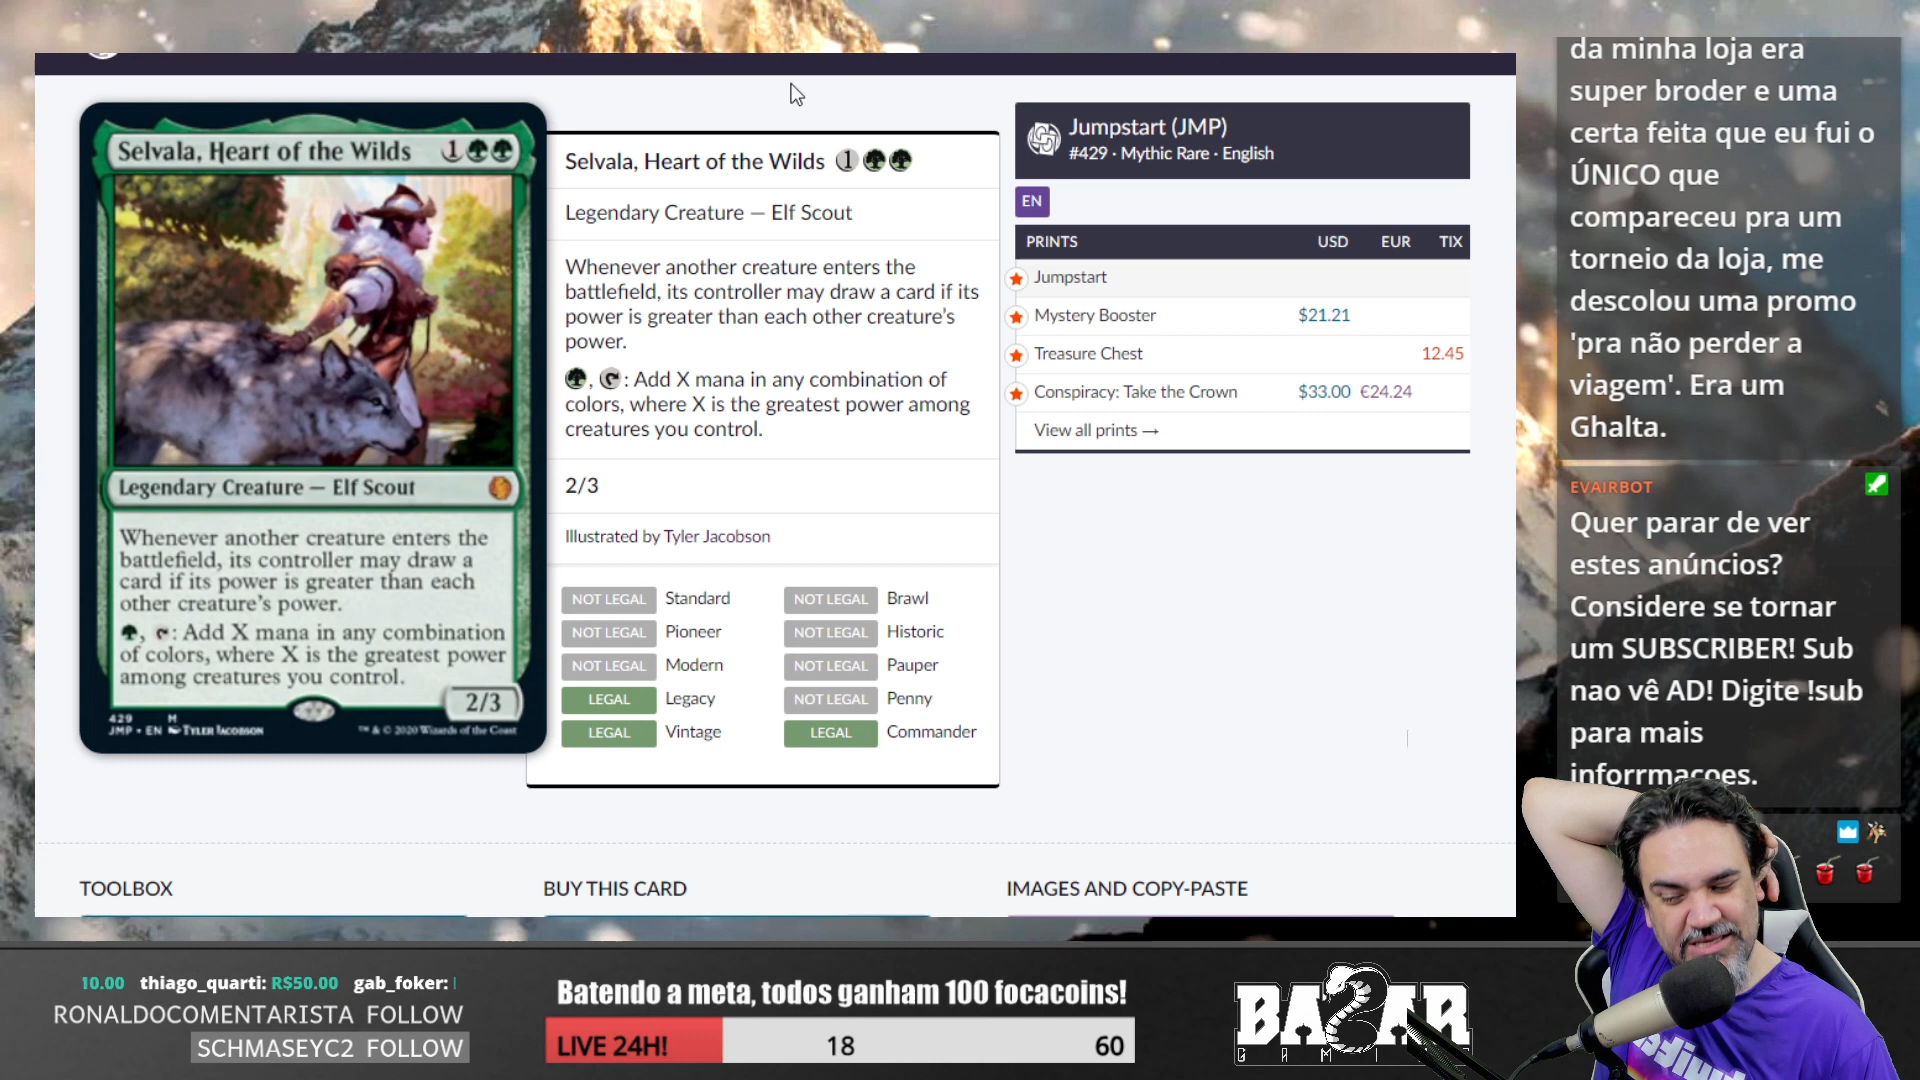 Selvala, Heart of the Wilds 1
Legendary Creature — Elf Scout
Whenever another creature enters the
battlefield, its controller may draw a
card if its power is greater than each
other creature's power.
, : Add X mana in any combination
of colors, where X is the greatest power
among creatures you control.
2/3
429 M
JMP • EN TYLER JACOBSON
™ & © 2020 Wizards of the Coast
Selvala, Heart of the Wilds 1
Legendary Creature — Elf Scout
Whenever another creature enters the
battlefield, its controller may draw a card if its
power is greater than each other creature's
power.
, : Add X mana in any combination of
colors, where X is the greatest power among
creatures you control.
2/3
Illustrated by Tyler Jacobson
NOT LEGAL Standard NOT LEGAL Brawl
NOT LEGAL Pioneer NOT LEGAL Historic
NOT LEGAL Modern NOT LEGAL Pauper
LEGAL Legacy NOT LEGAL Penny
LEGAL Vintage LEGAL Commander
Jumpstart (JMP)
#429 · Mythic Rare · English
EN
PRINTS USD EUR TIX
Jumpstart
Mystery Booster $21.21
Treasure Chest 12.45
Conspiracy: Take the Crown $33.00 €24.24
View all prints →
TOOLBOX
BUY THIS CARD
IMAGES AND COPY-PASTE
da minha loja era
super broder e uma
certa feita que eu fui o
ÚNICO que
compareceu pra um
torneio da loja, me
descolou uma promo
'pra não perder a
viagem'. Era um
Ghalta.
EVAIRBOT
Quer parar de ver
estes anúncios?
Considere se tornar
um SUBSCRIBER! Sub
nao vê AD! Digite !sub
para mais
inforrmacoes.
10.00 thiago_quarti: R$50.00 gab_foker:
RONALDOCOMENTARISTA FOLLOW
SCHMASEYC2 FOLLOW
Batendo a meta, todos ganham 100 focacoins!
LIVE 24H! 18 60
BAZAR
GAMING